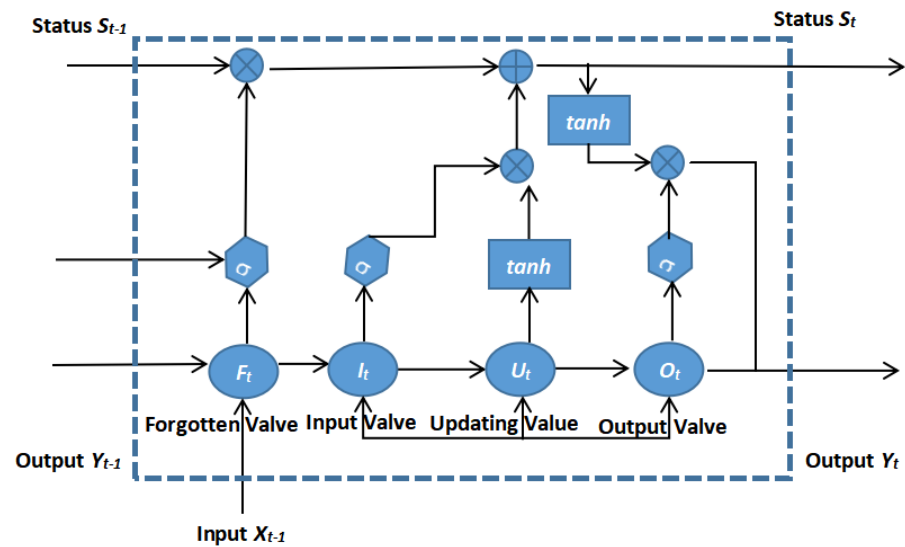 Status St-1
Status St
tanh
σ
σ
tanh
σ
Ft
It
Ut
Ot
Forgotten Valve
Input Valve
Updating Value
Output Valve
Output Yt-1
Output Yt
Input Xt-1